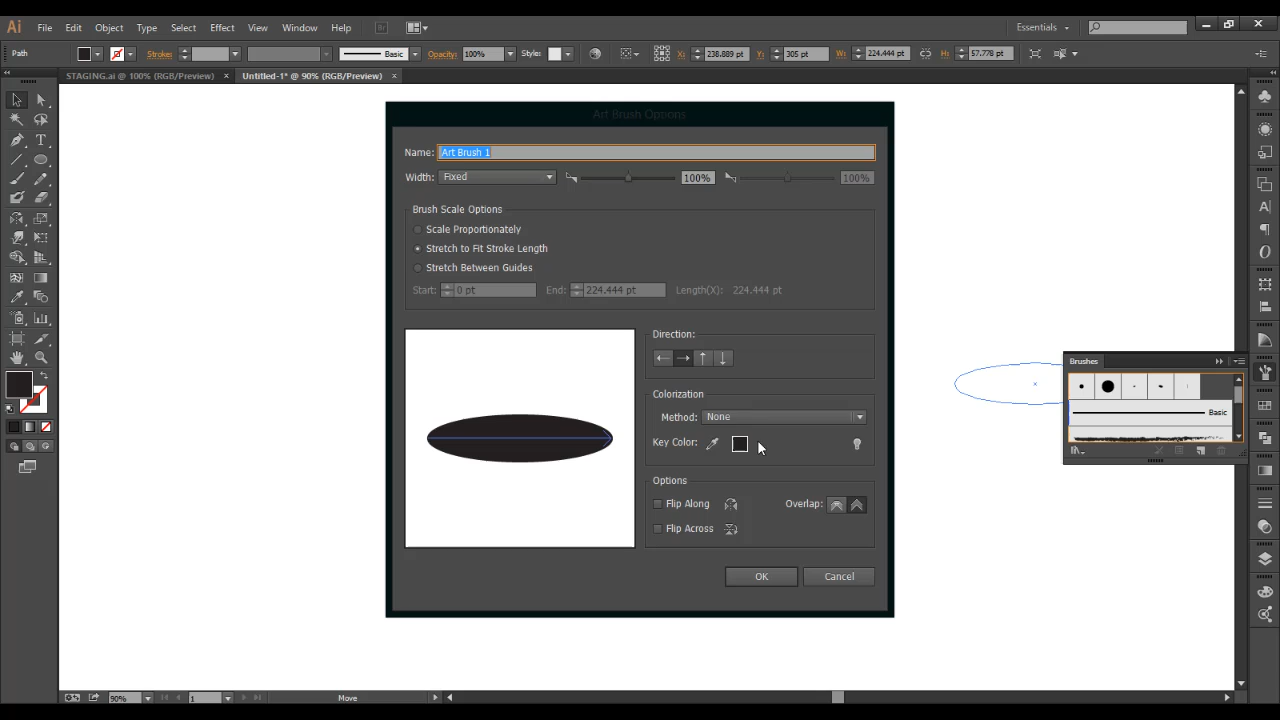 Ai File Edit Object Type Select Effect View Window Help Br Essentials
Path Stroke: Basic Opacity: 100% Style: X: 238.889 pt Y: 305 pt W: 224.444 pt H: 57.778 pt
STAGING.ai @ 100% (RGB/Preview) × Untitled-1* @ 90% (RGB/Preview) ×
Art Brush Options
Name: Art Brush 1
Width: Fixed 100% 100%
Brush Scale Options
Scale Proportionately
Stretch to Fit Stroke Length
Stretch Between Guides
Start: 0 pt End: 224.444 pt Length(X): 224.444 pt
Direction:
Colorization
Method: None
Key Color:
Options
Flip Along Overlap:
Flip Across
OK Cancel
Brushes
Basic
90% 1 Move